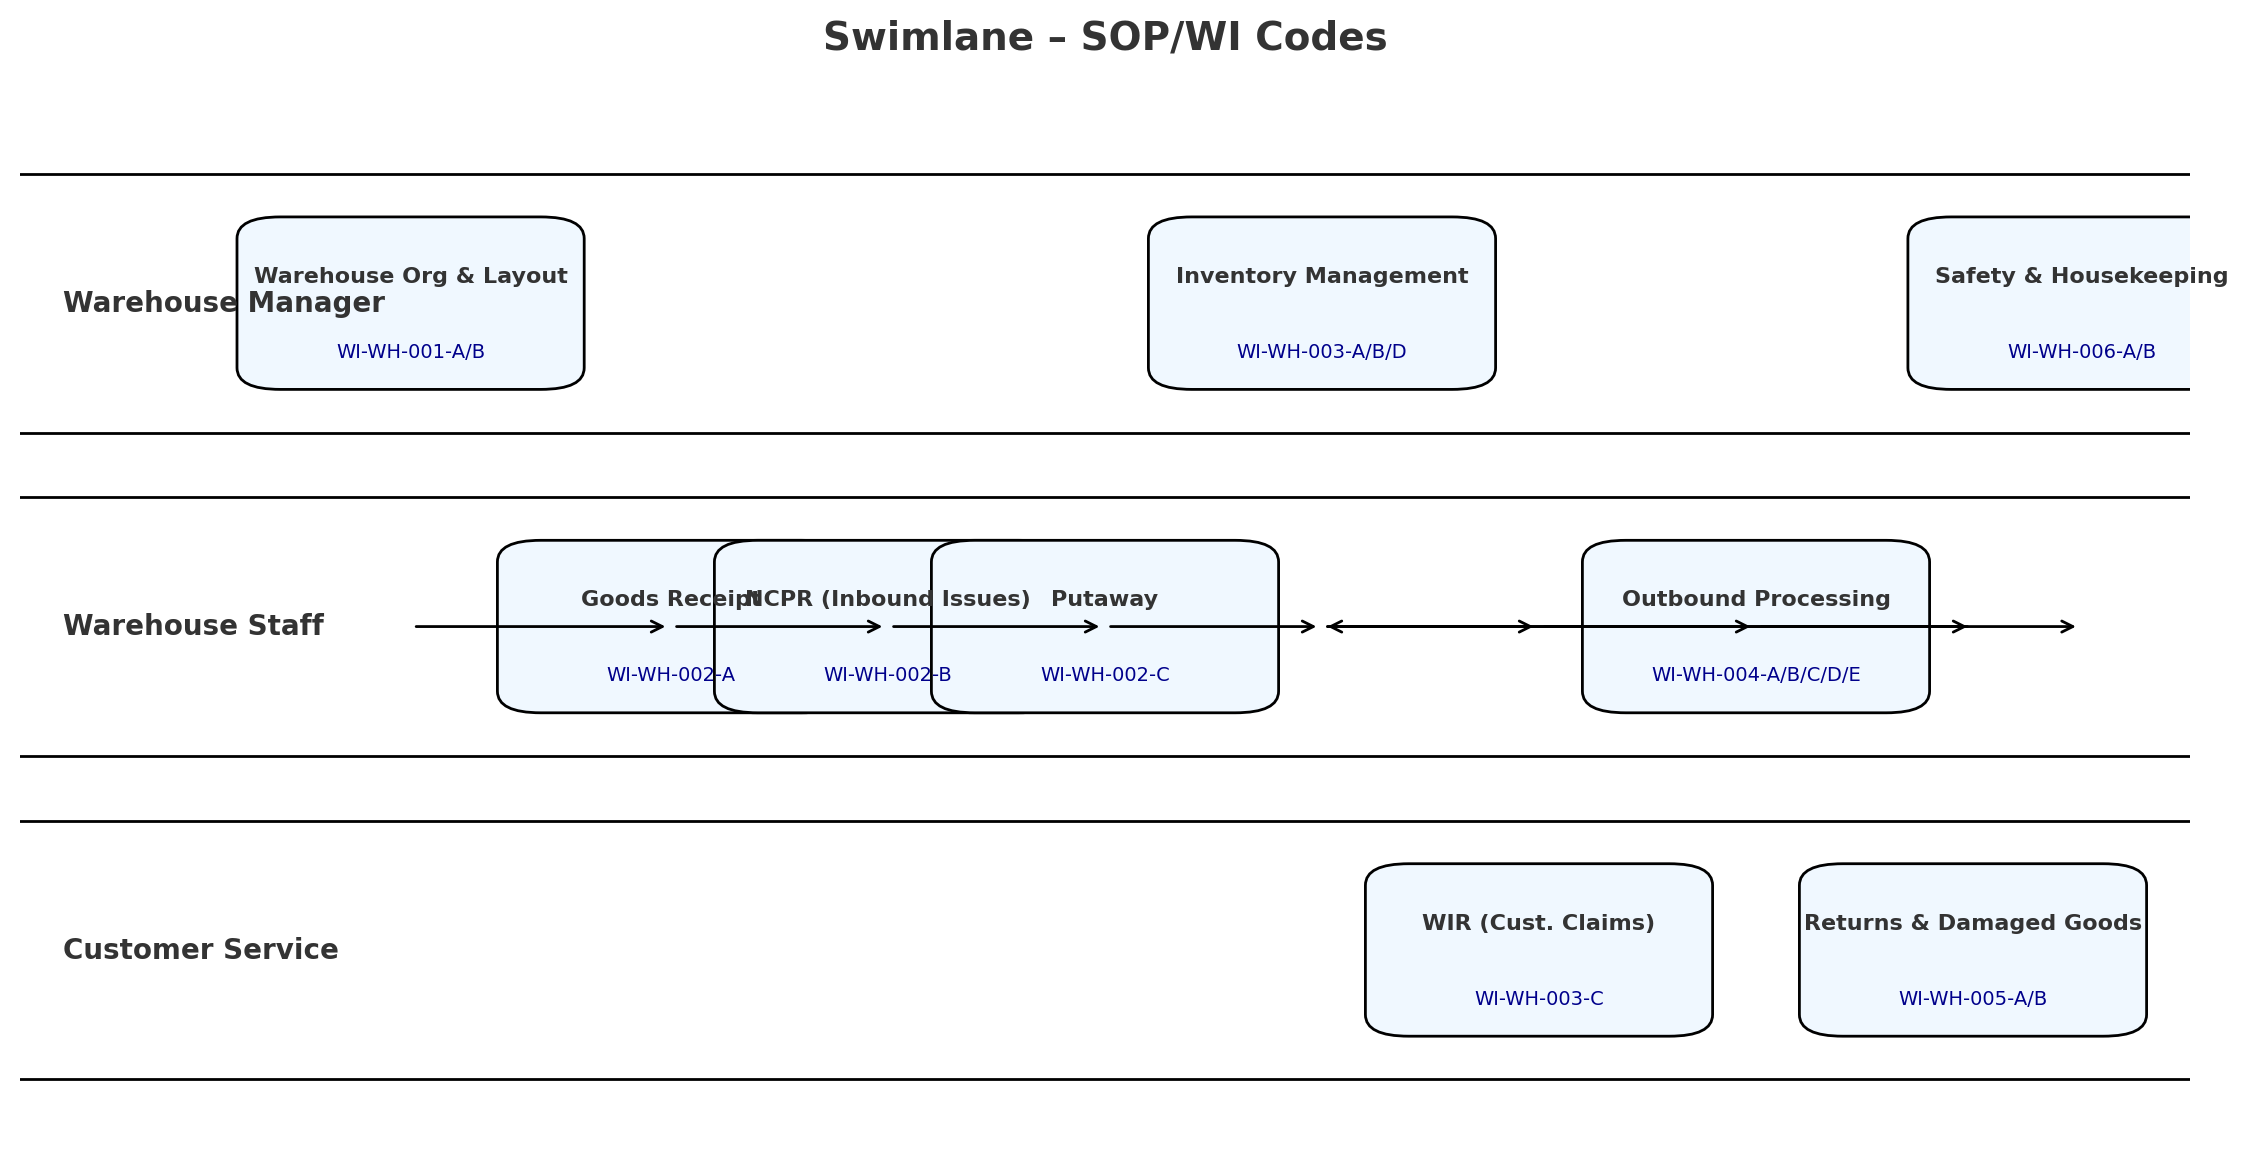 Swimlane – SOP/WI Codes
Warehouse Manager
Warehouse Org & Layout
WI-WH-001-A/B
Inventory Management
WI-WH-003-A/B/D
Safety & Housekeeping
WI-WH-006-A/B
Warehouse Staff
Goods Receipt
WI-WH-002-A
NCPR (Inbound Issues)
WI-WH-002-B
Putaway
WI-WH-002-C
Outbound Processing
WI-WH-004-A/B/C/D/E
Customer Service
WIR (Cust. Claims)
WI-WH-003-C
Returns & Damaged Goods
WI-WH-005-A/B